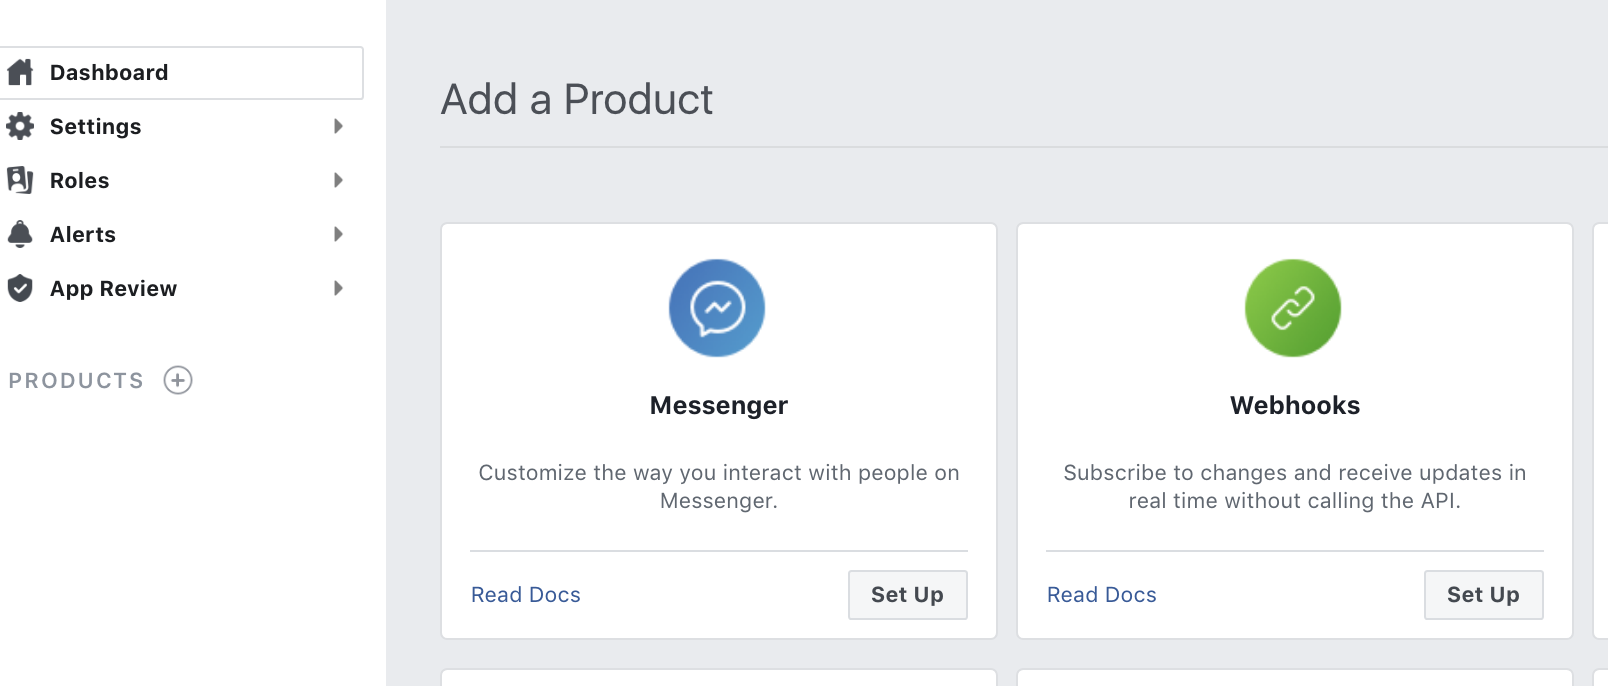 Dashboard
Settings
Roles
Alerts
App Review
PRODUCTS
Add a Product
Messenger
Customize the way you interact with people on
Messenger.
Read Docs
Set Up
Webhooks
Subscribe to changes and receive updates in
real time without calling the API.
Read Docs
Set Up